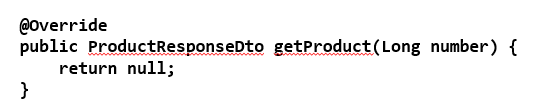 @Override
public ProductResponseDto getProduct(Long number) {
    return null;
}